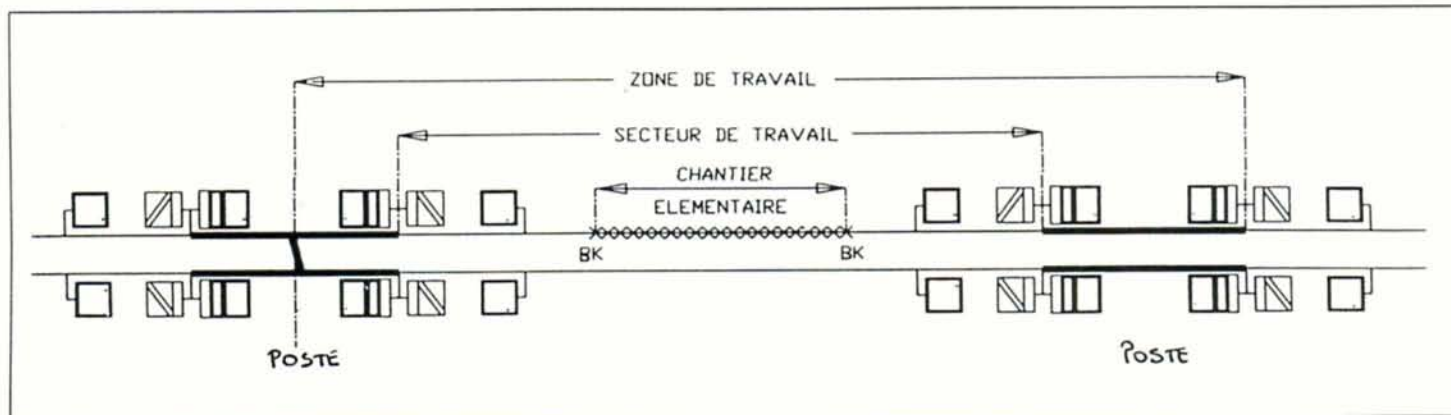 ZONE DE TRAVAIL
SECTEUR DE TRAVAIL
CHANTIER
ELEMENTAIRE
BK BK
POSTE POSTE